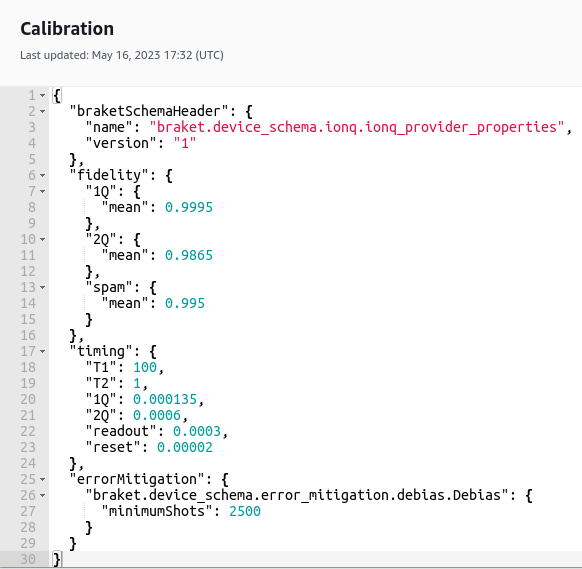 Calibration
Last updated: May 16, 2023 17:32 (UTC)
1 {
2 "braketSchemaHeader": {
3 "name": "braket.device_schema.ionq.ionq_provider_properties",
4 "version": "1"
5 },
6 "fidelity": {
7 "1Q": {
8 "mean": 0.9995
9 },
10 "2Q": {
11 "mean": 0.9865
12 },
13 "spam": {
14 "mean": 0.995
15 }
16 },
17 "timing": {
18 "T1": 100,
19 "T2": 1,
20 "1Q": 0.000135,
21 "2Q": 0.0006,
22 "readout": 0.0003,
23 "reset": 0.00002
24 },
25 "errorMitigation": {
26 "braket.device_schema.error_mitigation.debias.Debias": {
27 "minimumShots": 2500
28 }
29 }
30 }